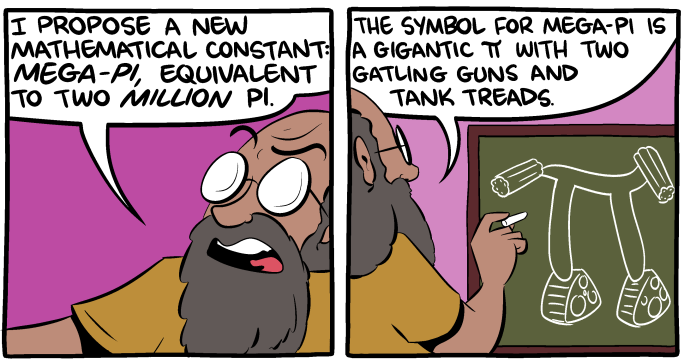 I PROPOSE A NEW
MATHEMATICAL CONSTANT:
MEGA-PI, EQUIVALENT
TO TWO MILLION PI.
THE SYMBOL FOR MEGA-PI IS
A GIGANTIC π WITH TWO
GATLING GUNS AND
TANK TREADS.